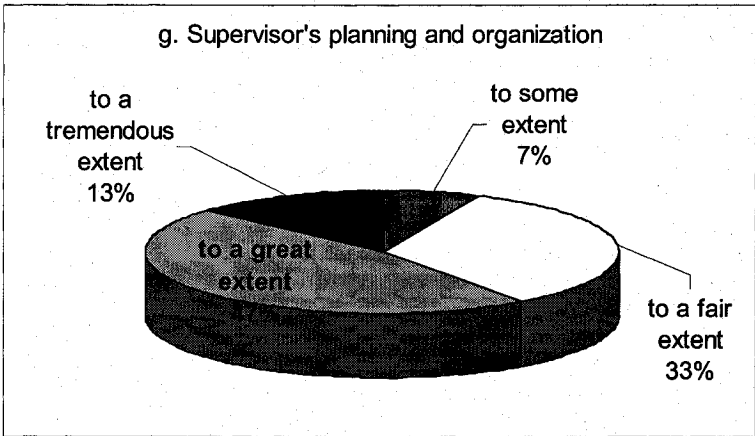 g. Supervisor's planning and organization
to a
tremendous
extent
13%
to some
extent
7%
to a great
extent
to a fair
extent
33%